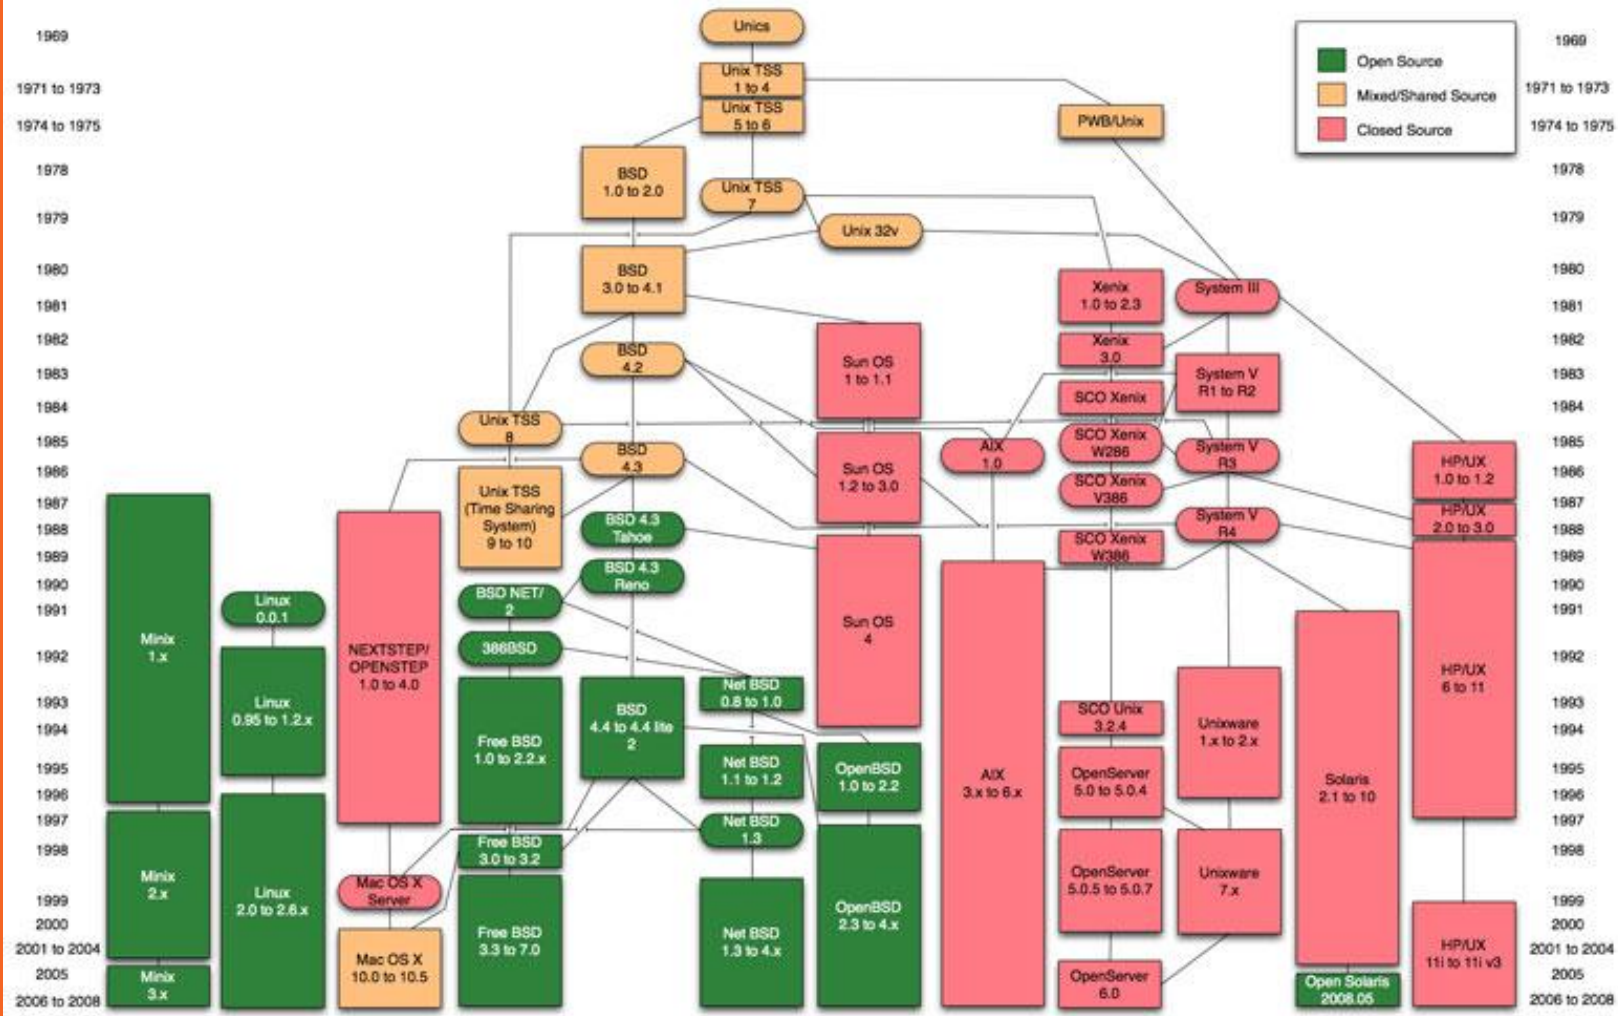 1969
1971 to 1973
1974 to 1975
1978
1979
1980
1981
1982
1983
1984
1985
1986
1987
1988
1989
1990
1991
1992
1993
1994
1995
1996
1997
1998
1999
2000
2001 to 2004
2005
2006 to 2008
Minix
1.x
Minix
2.x
Minix
3.x
Linux
0.0.1
Linux
0.95 to 1.2.x
Linux
2.0 to 2.6.x
NEXTSTEP/
OPENSTEP
1.0 to 4.0
Mac OS X
Server
Mac OS X
10.0 to 10.5
Unix TSS
8
Unix TSS
(Time Sharing
System)
9 to 10
BSD NET/
2
386BSD
Free BSD
1.0 to 2.2.x
Free BSD
3.0 to 3.2
Free BSD
3.3 to 7.0
BSD
1.0 to 2.0
BSD
3.0 to 4.1
BSD
4.2
BSD
4.3
BSD 4.3
Tahoe
BSD 4.3
Reno
BSD
4.4 to 4.4 lite
2
Unics
Unix TSS
1 to 4
Unix TSS
5 to 6
Unix TSS
7
Net BSD
0.8 to 1.0
Net BSD
1.1 to 1.2
Net BSD
1.3
Net BSD
1.3 to 4.x
Unix 32v
Sun OS
1 to 1.1
Sun OS
1.2 to 3.0
Sun OS
4
OpenBSD
1.0 to 2.2
OpenBSD
2.3 to 4.x
AIX
1.0
AIX
3.x to 6.x
PWB/Unix
Xenix
1.0 to 2.3
Xenix
3.0
SCO Xenix
SCO Xenix
W286
SCO Xenix
V386
SCO Xenix
W386
SCO Unix
3.2.4
OpenServer
5.0 to 5.0.4
OpenServer
5.0.5 to 5.0.7
OpenServer
6.0
System III
System V
R1 to R2
System V
R3
System V
R4
Unixware
1.x to 2.x
Unixware
7.x
Solaris
2.1 to 10
Open Solaris
2008.05
HP/UX
1.0 to 1.2
HP/UX
2.0 to 3.0
HP/UX
6 to 11
HP/UX
11i to 11i v3
Open Source
Mixed/Shared Source
Closed Source
1969
1971 to 1973
1974 to 1975
1978
1979
1980
1981
1982
1983
1984
1985
1986
1987
1988
1989
1990
1991
1992
1993
1994
1995
1996
1997
1998
1999
2000
2001 to 2004
2005
2006 to 2008